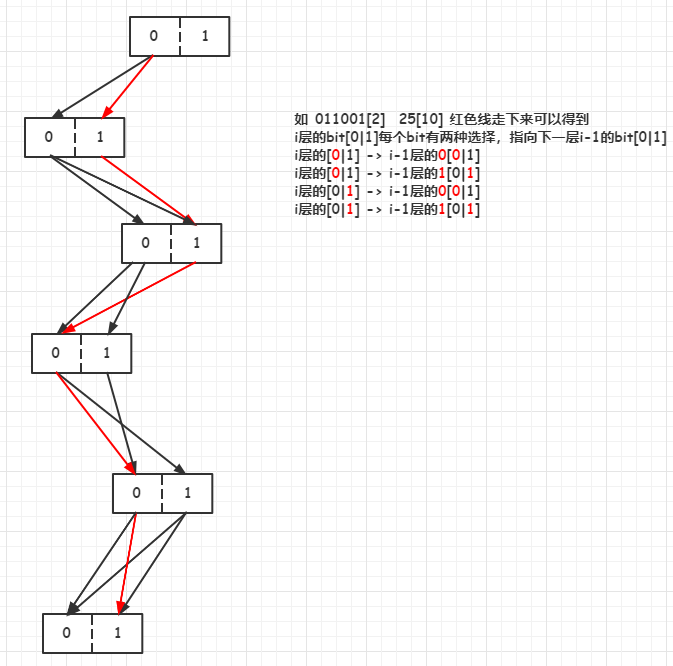 0 1
如 011001[2] 25[10] 红色线走下来可以得到
0 1
i层的bit[0|1]每个bit有两种选择，指向下一层i-1的bit[0|1]
i层的[0|1] -> i-1层的0[0|1]
i层的[0|1] -> i-1层的1[0|1]
i层的[0|1] -> i-1层的0[0|1]
i层的[0|1] -> i-1层的1[0|1]
0 1
0 1
0 1
0 1